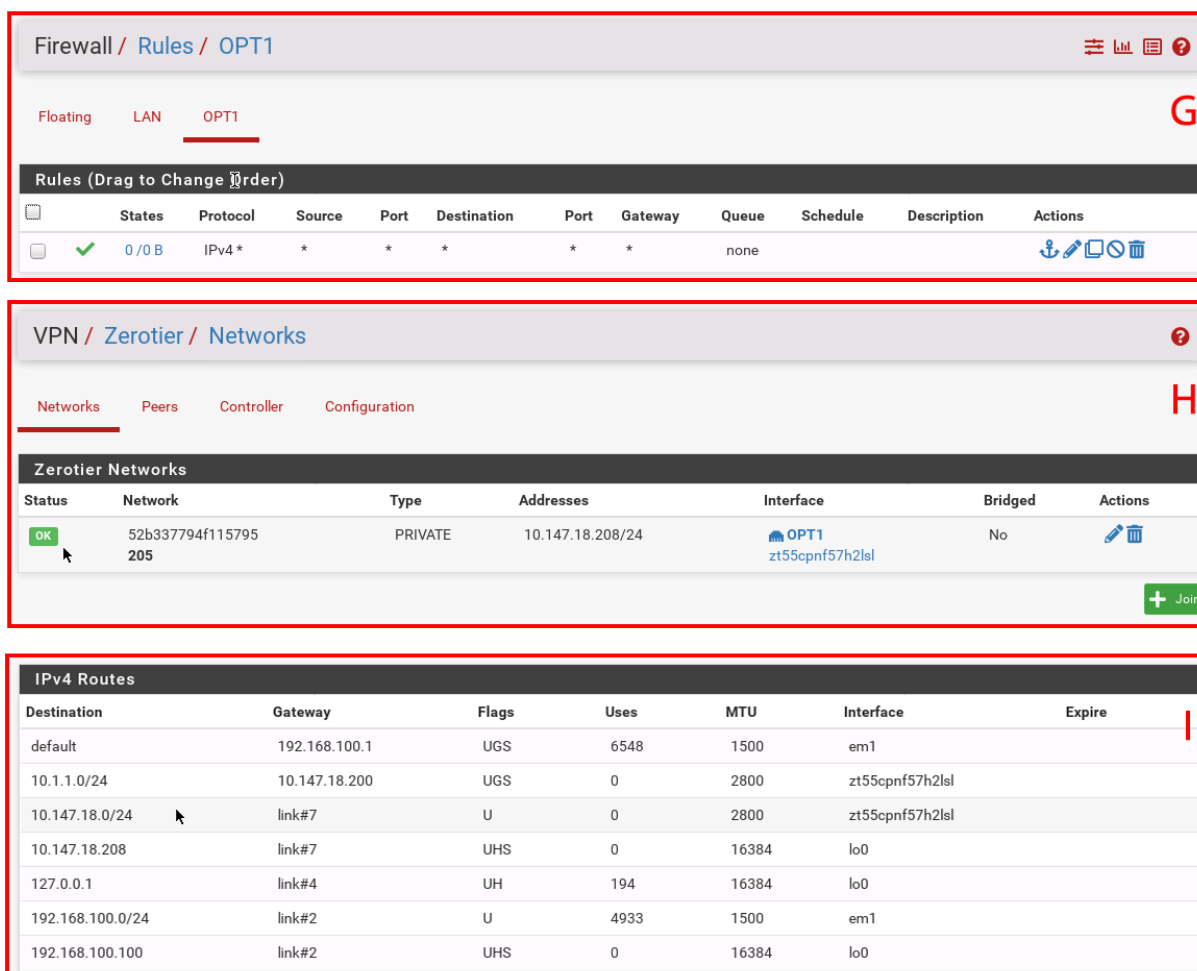 Firewall / Rules / OPT1
G
Floating LAN OPT1
Rules (Drag to Change Order)
States Protocol Source Port Destination Port Gateway Queue Schedule Description Actions
0 /0 B IPv4 * * * * * * none
VPN / Zerotier / Networks
H
Networks Peers Controller Configuration
Zerotier Networks
Status Network Type Addresses Interface Bridged Actions
OK 52b337794f115795 PRIVATE 10.147.18.208/24 OPT1 No
205 zt55cpnf57h2lsl
Join
IPv4 Routes
Destination Gateway Flags Uses MTU Interface Expire
I
default 192.168.100.1 UGS 6548 1500 em1
10.1.1.0/24 10.147.18.200 UGS 0 2800 zt55cpnf57h2lsl
10.147.18.0/24 link#7 U 0 2800 zt55cpnf57h2lsl
10.147.18.208 link#7 UHS 0 16384 lo0
127.0.0.1 link#4 UH 194 16384 lo0
192.168.100.0/24 link#2 U 4933 1500 em1
192.168.100.100 link#2 UHS 0 16384 lo0